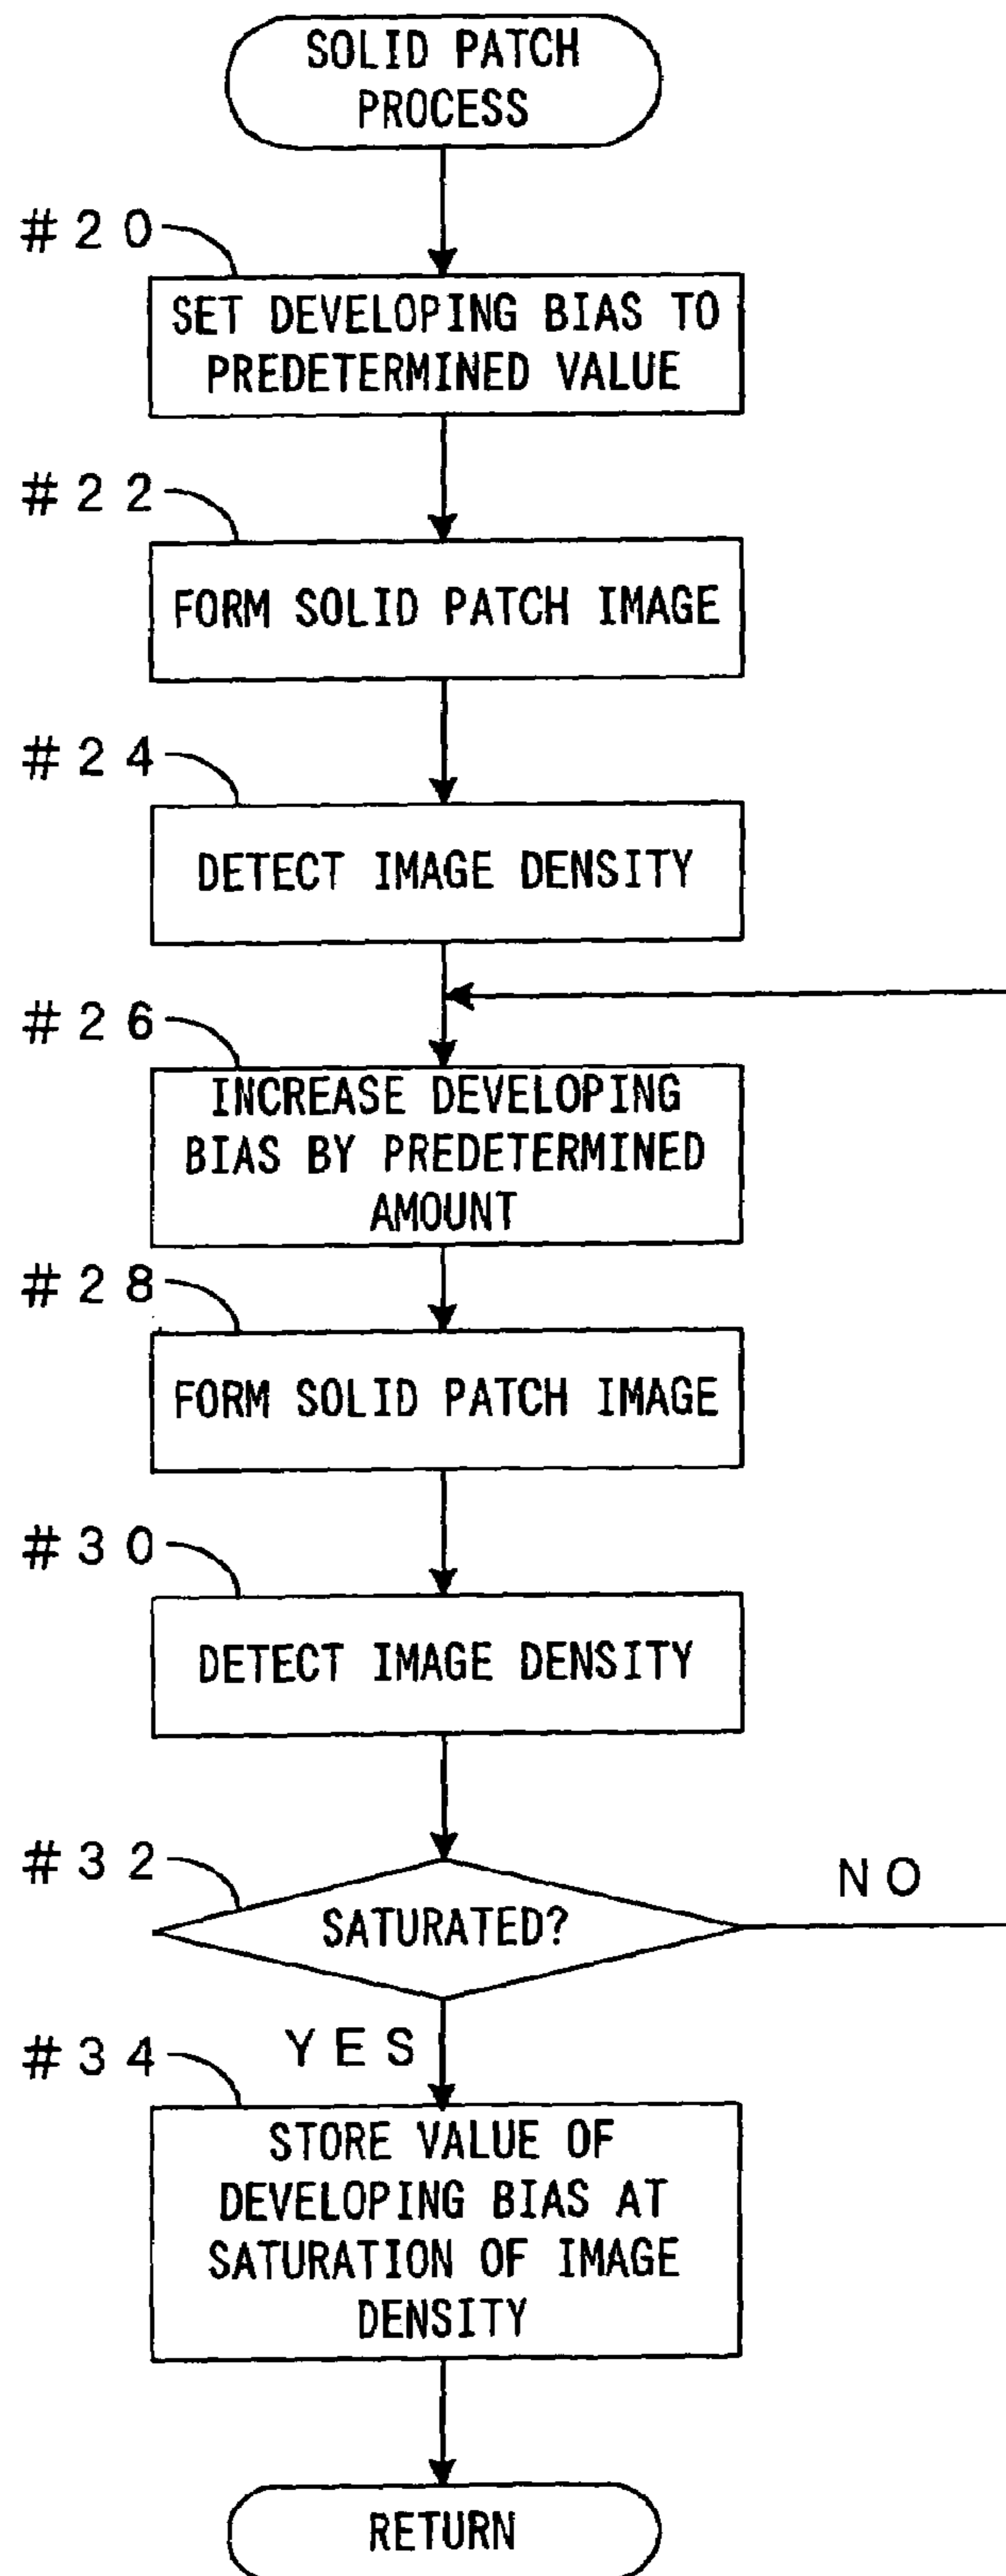 SOLID PATCH
PROCESS
#20
SET DEVELOPING BIAS TO
PREDETERMINED VALUE
#22
FORM SOLID PATCH IMAGE
#24
DETECT IMAGE DENSITY
#26
INCREASE DEVELOPING
BIAS BY PREDETERMINED
AMOUNT
#28
FORM SOLID PATCH IMAGE
#30
DETECT IMAGE DENSITY
#32
SATURATED?
NO
YES
#34
STORE VALUE OF
DEVELOPING BIAS AT
SATURATION OF IMAGE
DENSITY
RETURN